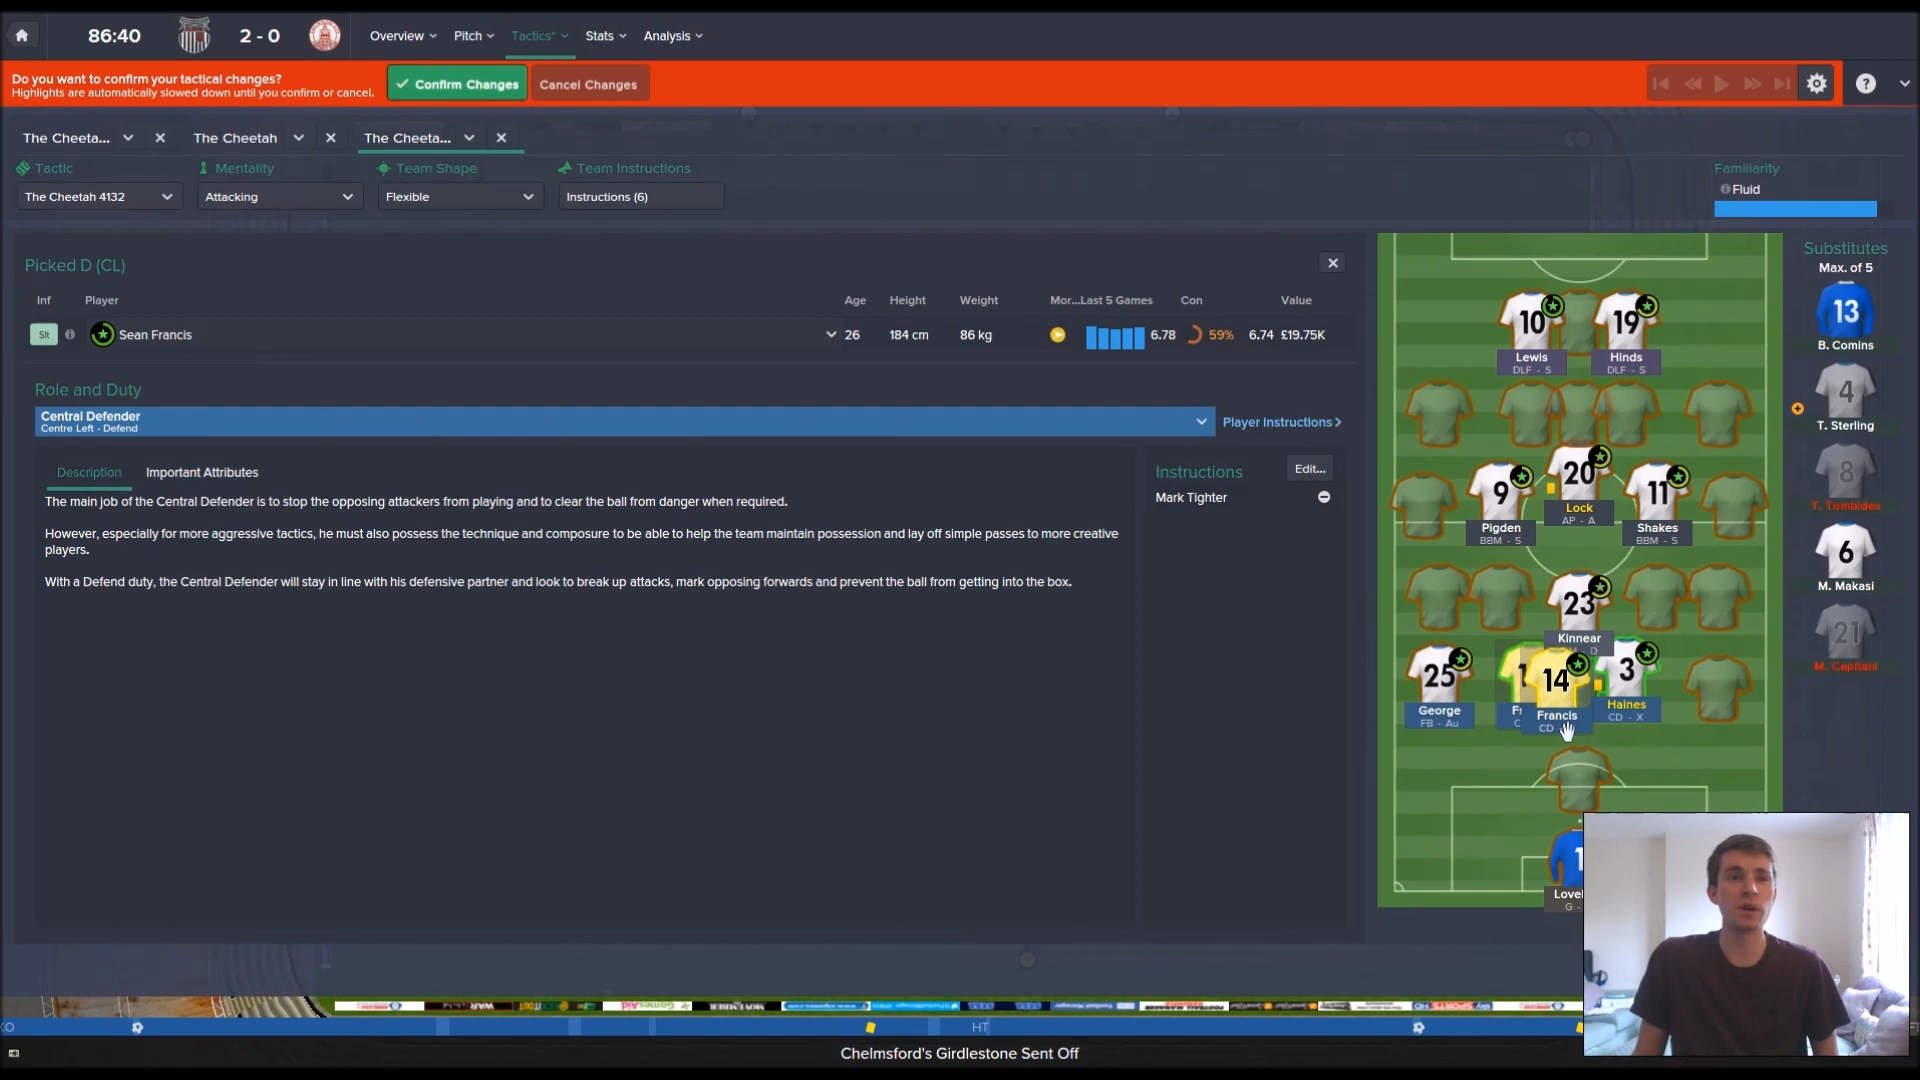 86:40
2 - 0
Overview
Pitch
Tactics*
Stats
Analysis
Do you want to confirm your tactical changes?
Highlights are automatically slowed down until you confirm or cancel.
Confirm Changes
Cancel Changes
The Cheeta...
The Cheetah
The Cheeta...
Tactic
Mentality
Team Shape
Team Instructions
Familiarity
The Cheetah 4132
Attacking
Flexible
Instructions (6)
Fluid
Picked D (CL)
Inf
Player
Age
Height
Weight
Mor...Last 5 Games
Con
Value
Slt
Sean Francis
26
184 cm
86 kg
6.78
59%
6.74
£19.75K
Role and Duty
Central Defender
Centre Left - Defend
Player Instructions
Description
Important Attributes
Instructions
Edit...
Mark Tighter
The main job of the Central Defender is to stop the opposing attackers from playing and to clear the ball from danger when required.
However, especially for more aggressive tactics, he must also possess the technique and composure to be able to help the team maintain possession and lay off simple passes to more creative
players.
With a Defend duty, the Central Defender will stay in line with his defensive partner and look to break up attacks, mark opposing forwards and prevent the ball from getting into the box.
10
Lewis
DLF - S
19
Hinds
DLF - S
20
Lock
AP - A
9
Pigden
BBM - S
11
Shakes
BBM - S
23
Kinnear
25
George
FB - Au
14
Francis
CD
3
Haines
CD - X
Substitutes
Max. of 5
13
B. Comins
4
T. Sterling
8
T. Tombides
6
M. Makasi
21
M. Capitani
HT
Chelmsford's Girdlestone Sent Off